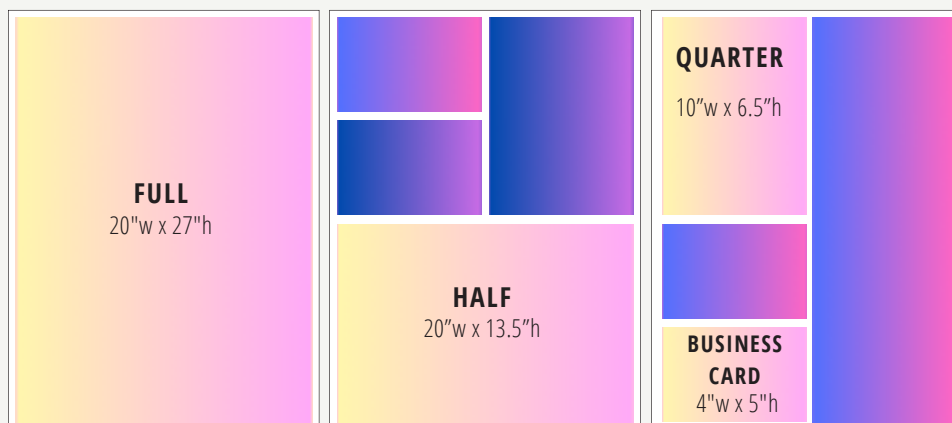 FULL
20"w x 27"h
HALF
20”w x 13.5”h
QUARTER
10”w x 6.5”h
BUSINESS
CARD
4"w x 5"h